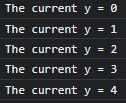 The current y = 0
The current y = 1
The current y = 2
The current y = 3
The current y = 4